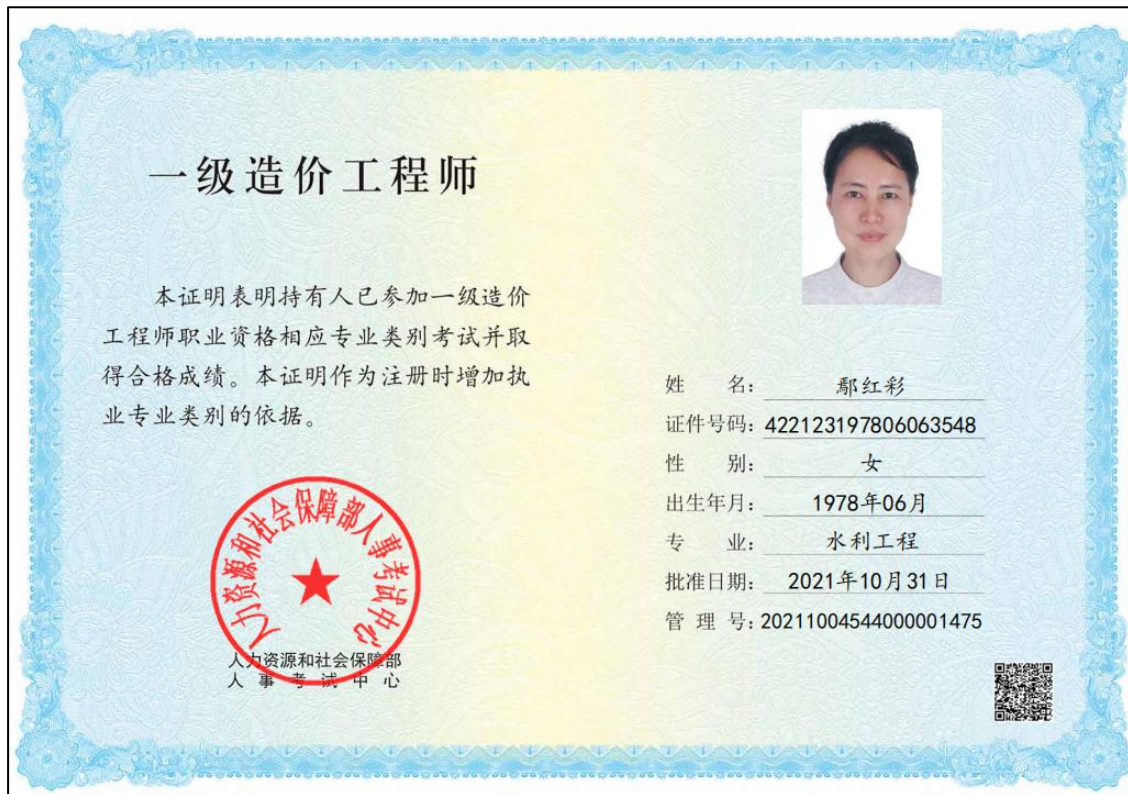 一级造价工程师
本证明表明持有人已参加一级造价
工程师职业资格相应专业类别考试并取
得合格成绩。本证明作为注册时增加执
业专业类别的依据。
人力资源和社会保障部人事考试中心
人力资源和社会保障部
人事考试中心
姓 名：鄢红彩
证件号码：422123197806063548
性 别：女
出生年月：1978年06月
专 业：水利工程
批准日期：2021年10月31日
管 理 号：20211004544000001475